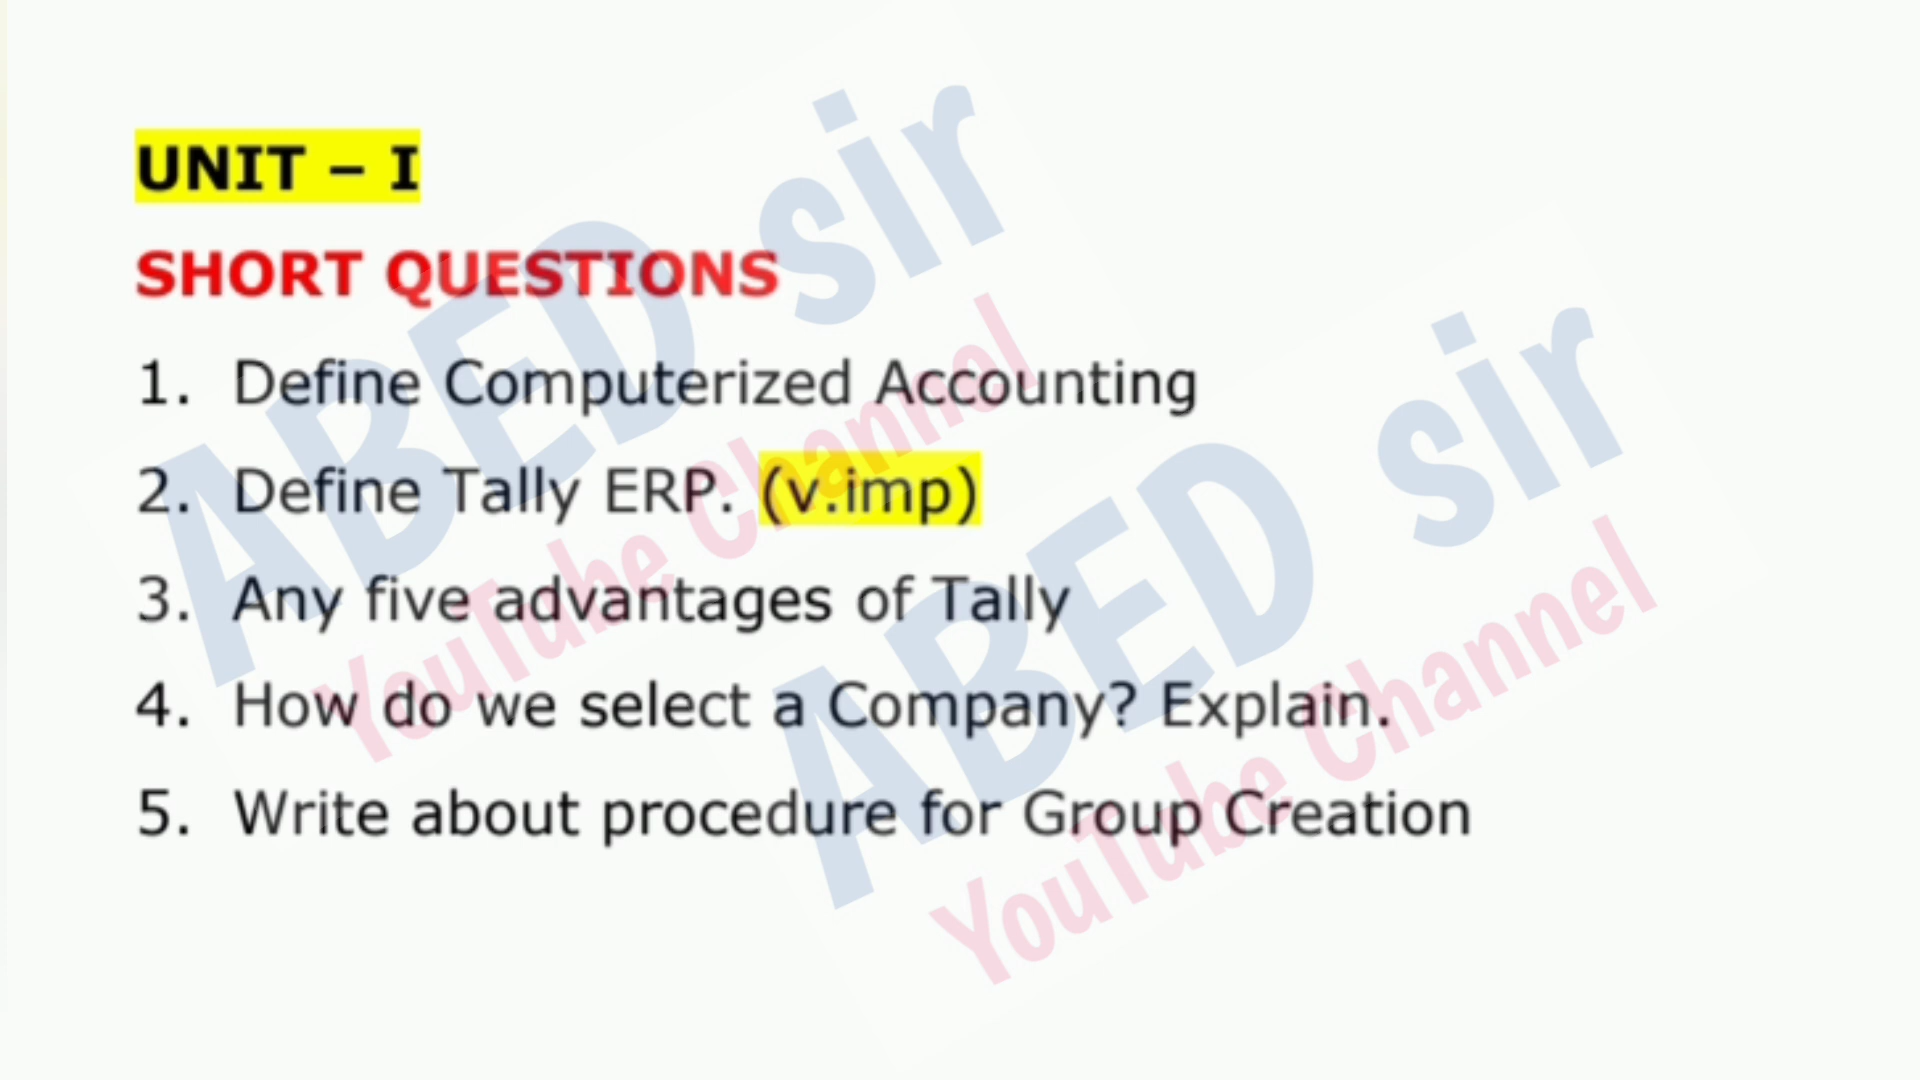 UNIT – I
SHORT QUESTIONS
1. Define Computerized Accounting
2. Define Tally ERP. (v.imp)
3. Any five advantages of Tally
4. How do we select a Company? Explain.
5. Write about procedure for Group Creation
ABED sir
YouTube Channel
ABED sir
YouTube Channel